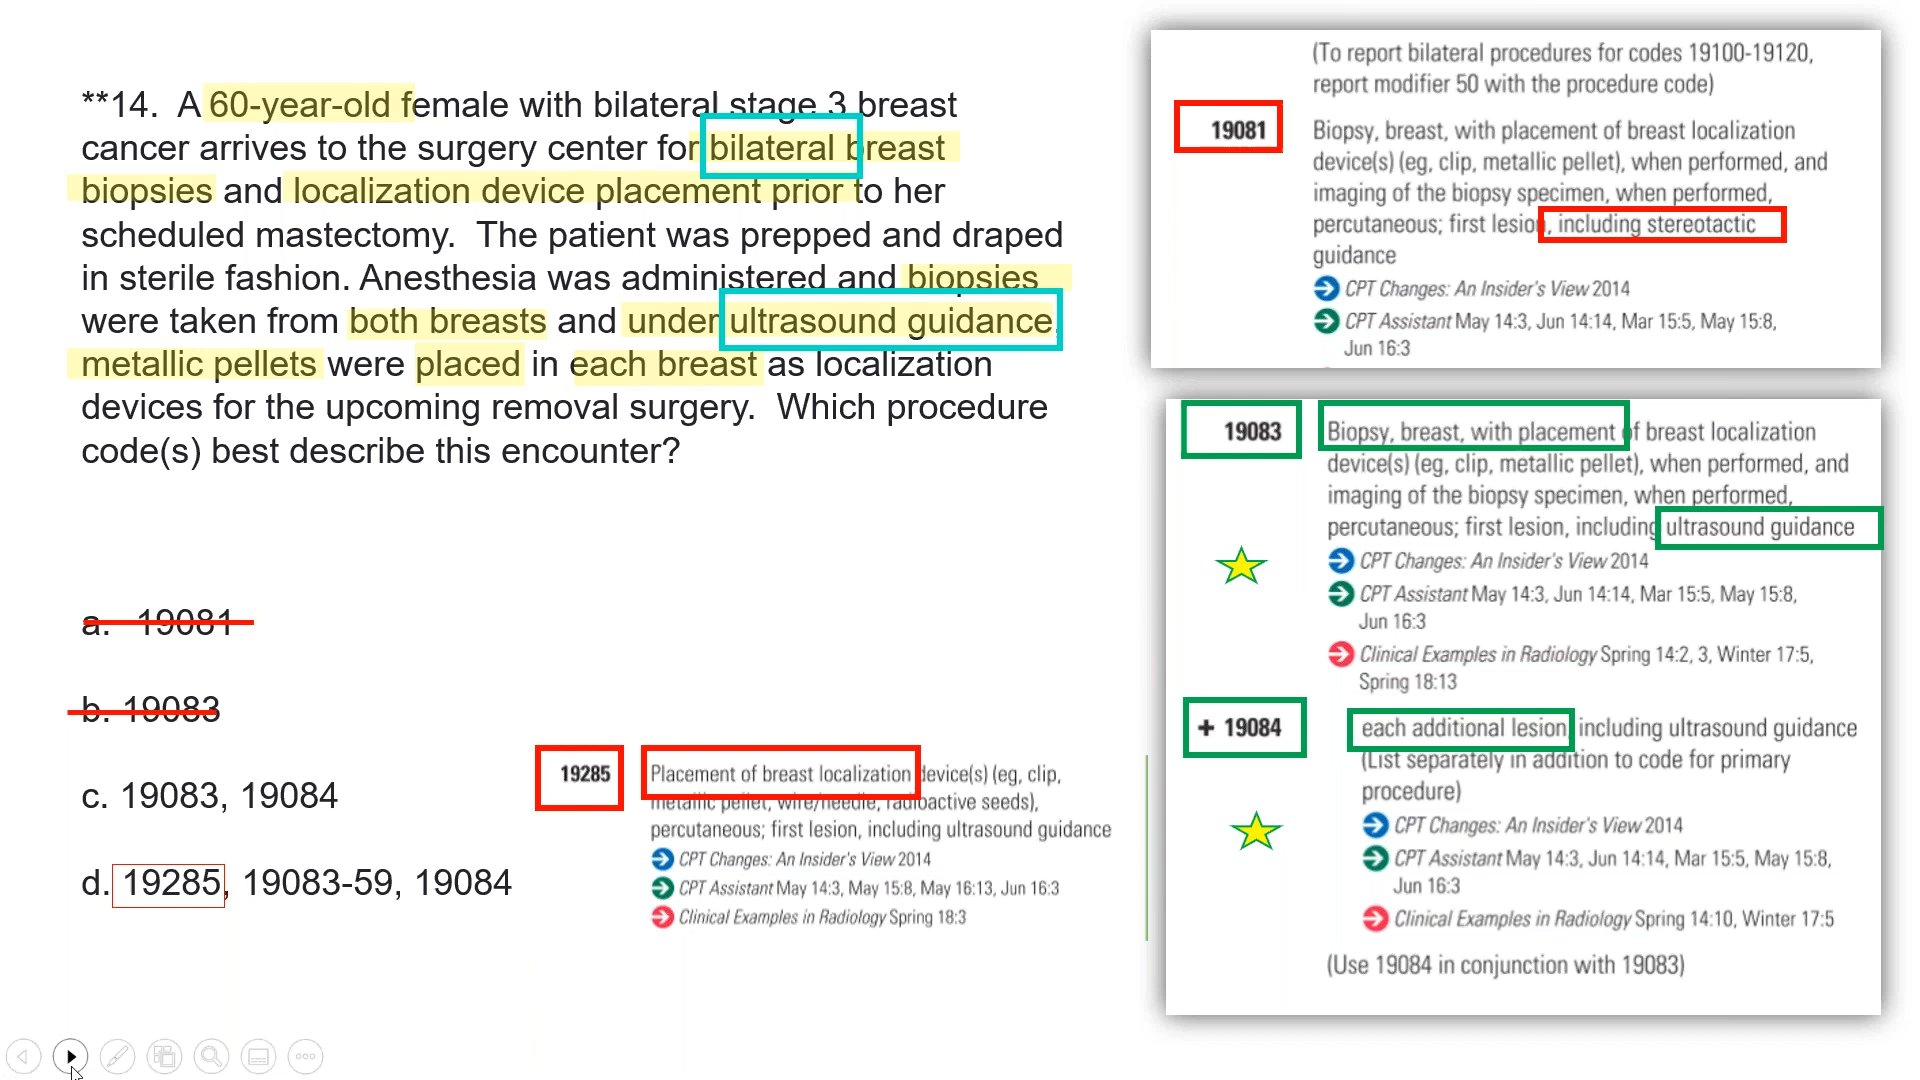 **14.  A 60-year-old female with bilateral stage 3 breast
cancer arrives to the surgery center for bilateral breast
biopsies and localization device placement prior to her
scheduled mastectomy.  The patient was prepped and draped
in sterile fashion. Anesthesia was administered and biopsies
were taken from both breasts and under ultrasound guidance,
metallic pellets were placed in each breast as localization
devices for the upcoming removal surgery.  Which procedure
code(s) best describe this encounter?
a.  19081
b. 19083
c. 19083, 19084
d. 19285, 19083-59, 19084
19285 Placement of breast localization device(s) (eg, clip,
metallic pellet, wire/needle, radioactive seeds),
percutaneous; first lesion, including ultrasound guidance
CPT Changes: An Insider's View 2014
CPT Assistant May 14:3, May 15:8, May 16:13, Jun 16:3
Clinical Examples in Radiology Spring 18:3
(To report bilateral procedures for codes 19100-19120,
report modifier 50 with the procedure code)
19081 Biopsy, breast, with placement of breast localization
device(s) (eg, clip, metallic pellet), when performed, and
imaging of the biopsy specimen, when performed,
percutaneous; first lesion, including stereotactic
guidance
CPT Changes: An Insider's View 2014
CPT Assistant May 14:3, Jun 14:14, Mar 15:5, May 15:8,
Jun 16:3
19083 Biopsy, breast, with placement of breast localization
device(s) (eg, clip, metallic pellet), when performed, and
imaging of the biopsy specimen, when performed,
percutaneous; first lesion, including ultrasound guidance
CPT Changes: An Insider's View 2014
CPT Assistant May 14:3, Jun 14:14, Mar 15:5, May 15:8,
Jun 16:3
Clinical Examples in Radiology Spring 14:2, 3, Winter 17:5,
Spring 18:13
+ 19084 each additional lesion, including ultrasound guidance
(List separately in addition to code for primary
procedure)
CPT Changes: An Insider's View 2014
CPT Assistant May 14:3, Jun 14:14, Mar 15:5, May 15:8,
Jun 16:3
Clinical Examples in Radiology Spring 14:10, Winter 17:5
(Use 19084 in conjunction with 19083)